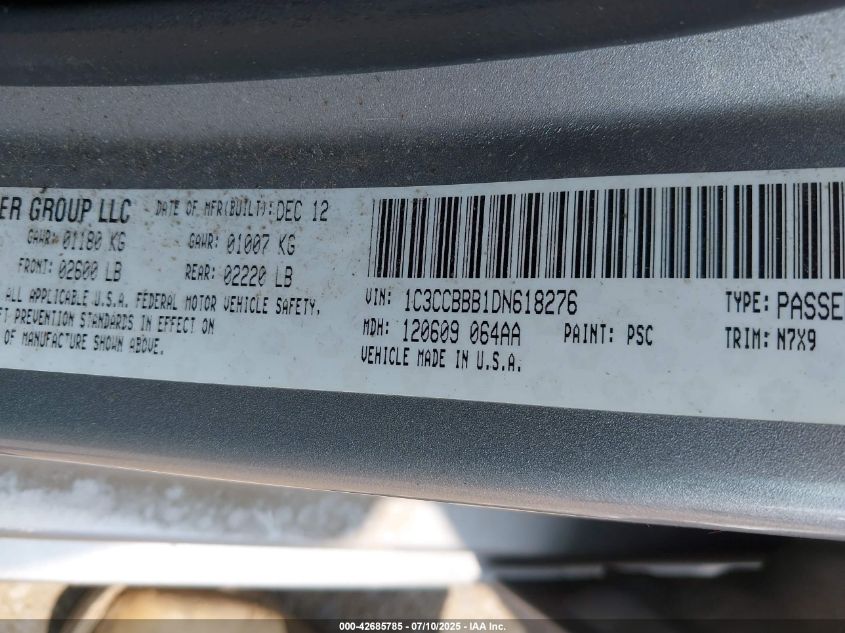 ER GROUP LLC DATE OF MFR(BUILT): DEC 12
GAWR: 01180 KG GAWR: 01007 KG
FRONT: 02600 LB REAR: 02220 LB
ALL APPLICABLE U.S.A. FEDERAL MOTOR VEHICLE SAFETY,
FT PREVENTION STANDARDS IN EFFECT ON
OF MANUFACTURE SHOWN ABOVE.
VIN: 1C3CCBBB1DN618276 TYPE: PASSE
MDH: 120609 064AA PAINT: PSC TRIM: N7X9
VEHICLE MADE IN U.S.A.
000-42685785 - 07/10/2025 - IAA Inc.